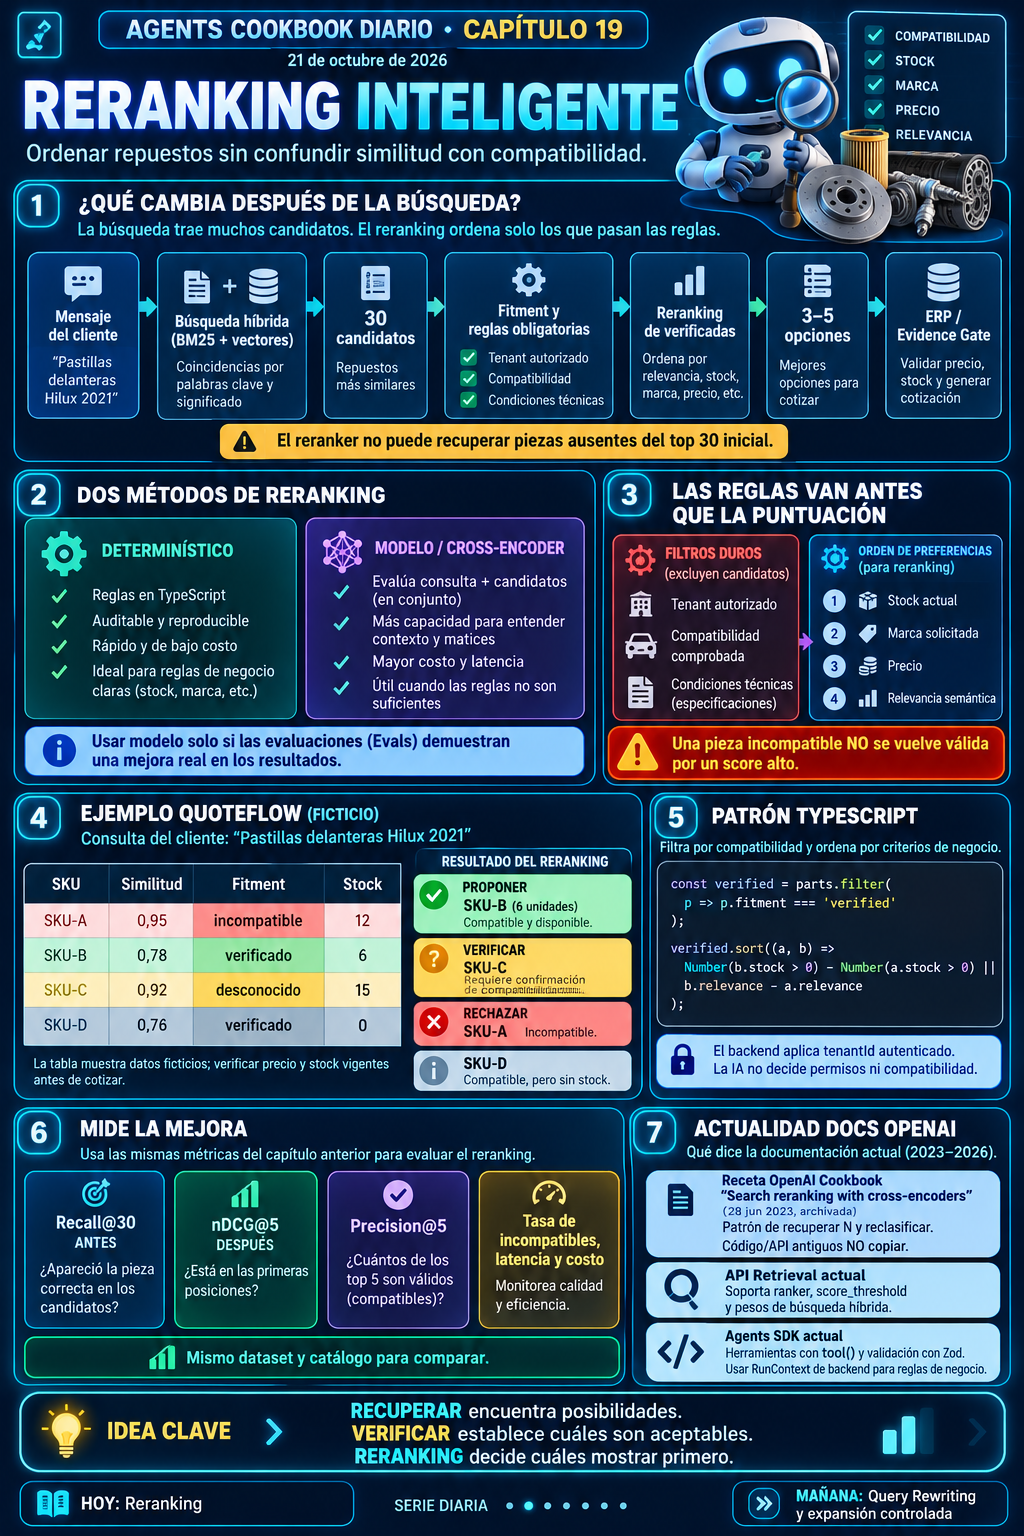 AGENTS COOKBOOK DIARIO • CAPÍTULO 19
21 de octubre de 2026
RERANKING INTELIGENTE
Ordenar repuestos sin confundir similitud con compatibilidad.
COMPATIBILIDAD
STOCK
MARCA
PRECIO
RELEVANCIA
1 ¿QUÉ CAMBIA DESPUÉS DE LA BÚSQUEDA?
La búsqueda trae muchos candidatos. El reranking ordena solo los que pasan las reglas.
Mensaje
del cliente
"Pastillas
delanteras
Hilux 2021"
+
Búsqueda híbrida
(BM25 + vectores)
Coincidencias por
palabras clave y
significado
30
candidatos
Repuestos
más similares
Fitment y
reglas obligatorias
Tenant autorizado
Compatibilidad
Condiciones técnicas
Reranking
de verificadas
Ordena por
relevancia, stock,
marca, precio, etc.
3–5
opciones
Mejores
opciones para
cotizar
ERP /
Evidence Gate
Validar precio,
stock y generar
cotización
El reranker no puede recuperar piezas ausentes del top 30 inicial.
2 DOS MÉTODOS DE RERANKING
DETERMINÍSTICO
Reglas en TypeScript
Auditable y reproducible
Rápido y de bajo costo
Ideal para reglas de negocio
claras (stock, marca, etc.)
MODELO / CROSS-ENCODER
Evalúa consulta + candidatos
(en conjunto)
Más capacidad para entender
contexto y matices
Mayor costo y latencia
Útil cuando las reglas no son
suficientes
i Usar modelo solo si las evaluaciones (Evals) demuestran
una mejora real en los resultados.
3 LAS REGLAS VAN ANTES
QUE LA PUNTUACIÓN
FILTROS DUROS
(excluyen candidatos)
Tenant autorizado
Compatibilidad
comprobada
Condiciones técnicas
(especificaciones)
ORDEN DE PREFERENCIAS
(para reranking)
1 Stock actual
2 Marca solicitada
3 Precio
4 Relevancia semántica
Una pieza incompatible NO se vuelve válida
por un score alto.
4 EJEMPLO QUOTEFLOW (FICTICIO)
Consulta del cliente: "Pastillas delanteras Hilux 2021"
SKU Similitud Fitment Stock
SKU-A 0,95 incompatible 12
SKU-B 0,78 verificado 6
SKU-C 0,92 desconocido 15
SKU-D 0,76 verificado 0
La tabla muestra datos ficticios; verificar precio y stock vigentes
antes de cotizar.
RESULTADO DEL RERANKING
PROPONER
SKU-B (6 unidades)
Compatible y disponible.
? VERIFICAR
SKU-C
Requiere confirmación
de
RECHAZAR
SKU-A Incompatible.
i SKU-D
Compatible, pero sin stock.
5 PATRÓN TYPESCRIPT
Filtra por compatibilidad y ordena por criterios de negocio.
const verified = parts.filter(
p => p.fitment === 'verified'
);
verified.sort((a, b) =>
Number(b.stock > 0) - Number(a.stock > 0) ||
b.relevance - a.relevance
);
El backend aplica tenantId autenticado.
La IA no decide permisos ni compatibilidad.
6 MIDE LA MEJORA
Usa las mismas métricas del capítulo anterior para evaluar el reranking.
Recall@30
ANTES
¿Apareció la pieza
correcta en los
candidatos?
nDCG@5
DESPUÉS
¿Está en las primeras
posiciones?
Precision@5
¿Cuántos de los
top 5 son válidos
(compatibles)?
Tasa de
incompatibles,
latencia y costo
Monitorea calidad
y eficiencia.
Mismo dataset y catálogo para comparar.
7 ACTUALIDAD DOCS OPENAI
Qué dice la documentación actual (2023–2026).
Receta OpenAI Cookbook
"Search reranking with cross-encoders"
(28 jun 2023, archivada)
Patrón de recuperar N y reclasificar.
Código/API antiguos NO copiar.
API Retrieval actual
Soporta ranker, score_threshold
y pesos de búsqueda híbrida.
</> Agents SDK actual
Herramientas con tool() y validación con Zod.
Usar RunContext de backend para reglas de negocio.
IDEA CLAVE
RECUPERAR encuentra posibilidades.
VERIFICAR establece cuáles son aceptables.
RERANKING decide cuáles mostrar primero.
HOY: Reranking
SERIE DIARIA
MAÑANA: Query Rewriting
y expansión controlada